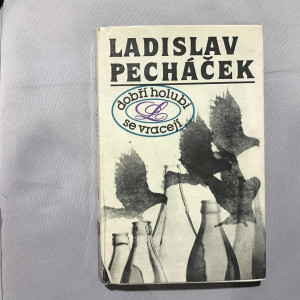 LADISLAV
PECHÁČEK
dobří holubi
L
se vracejí